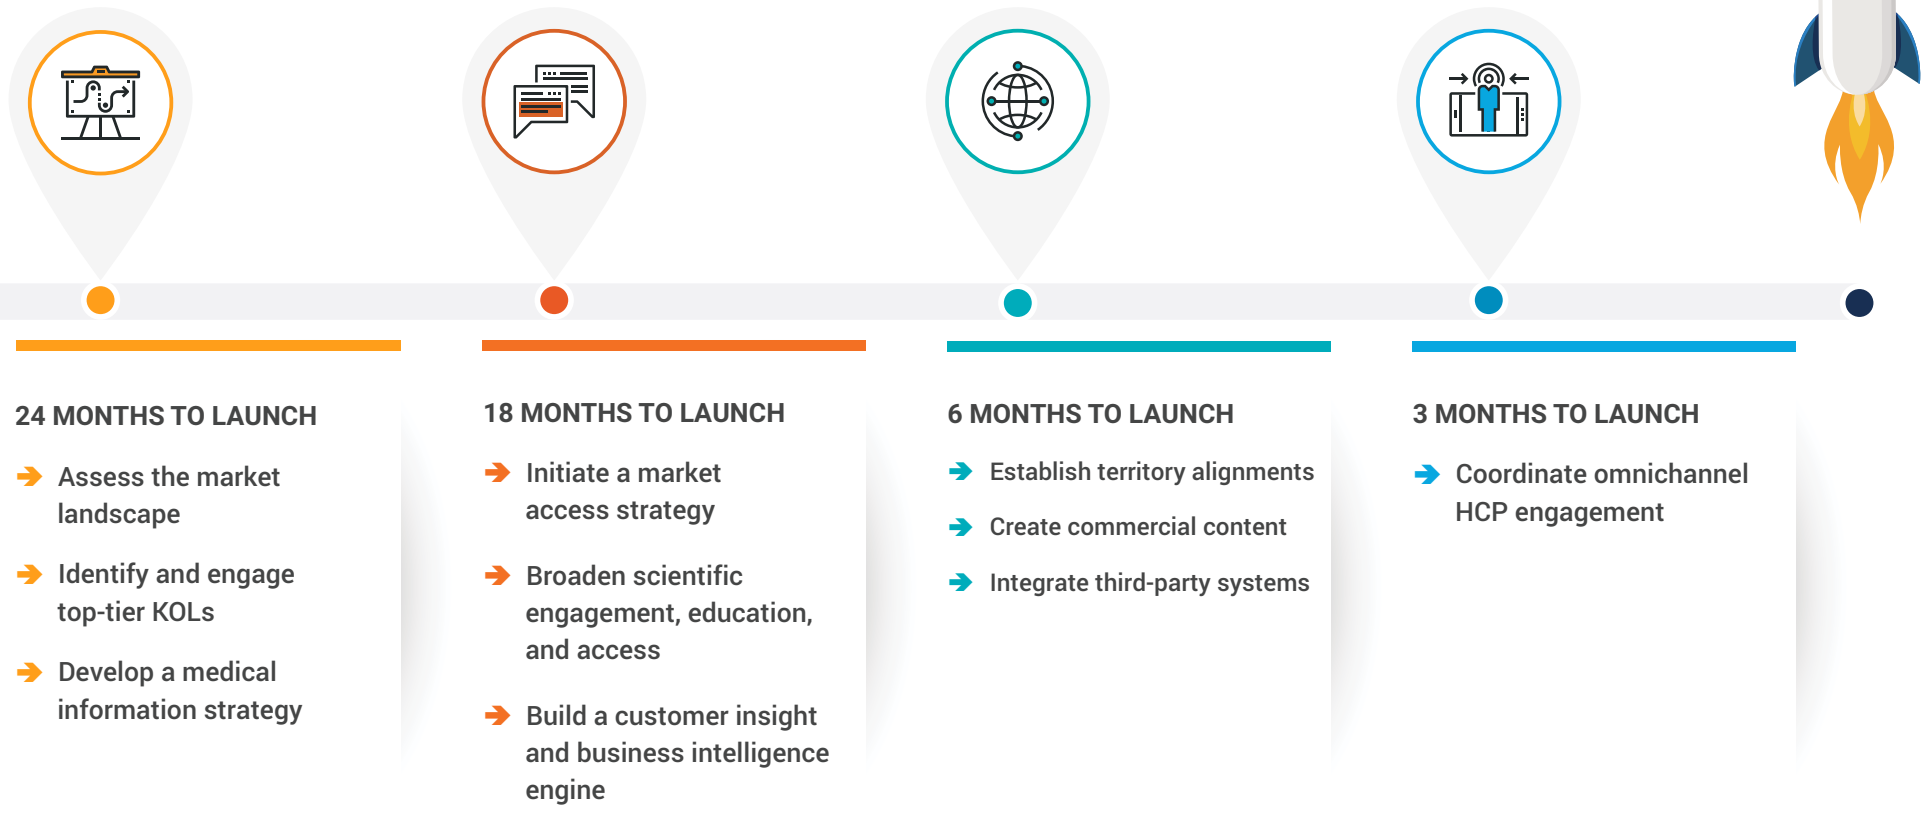 24 MONTHS TO LAUNCH
Assess the market
landscape
Identify and engage
top-tier KOLs
Develop a medical
information strategy
18 MONTHS TO LAUNCH
Initiate a market
access strategy
Broaden scientific
engagement, education,
and access
Build a customer insight
and business intelligence
engine
6 MONTHS TO LAUNCH
Establish territory alignments
Create commercial content
Integrate third-party systems
3 MONTHS TO LAUNCH
Coordinate omnichannel
HCP engagement